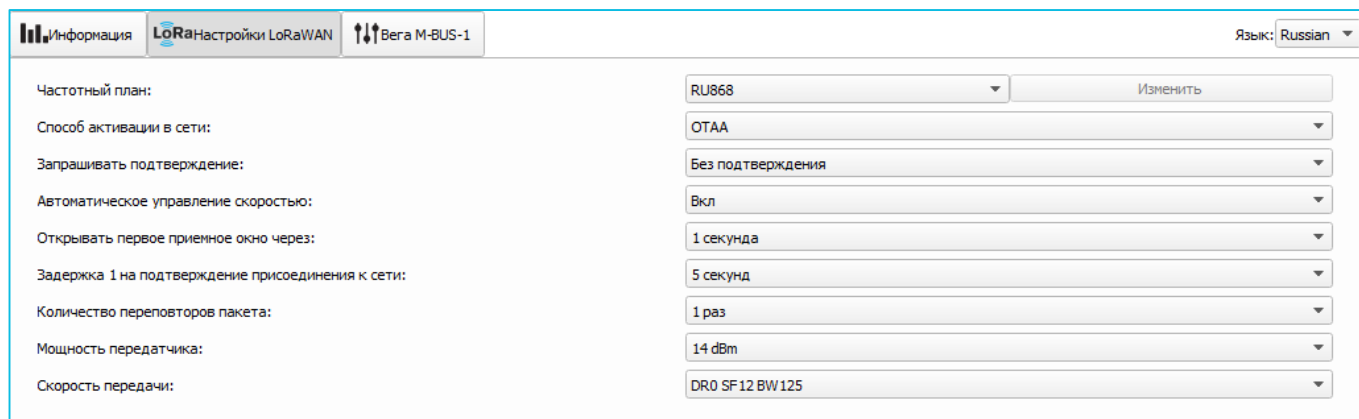 Информация LoRa Настройки LoRaWAN Вега M-BUS-1 Язык: Russian
Частотный план: RU868 Изменить
Способ активации в сети: OTAA
Запрашивать подтверждение: Без подтверждения
Автоматическое управление скоростью: Вкл
Открывать первое приемное окно через: 1 секунда
Задержка 1 на подтверждение присоединения к сети: 5 секунд
Количество переповторов пакета: 1 раз
Мощность передатчика: 14 dBm
Скорость передачи: DR0 SF12 BW125